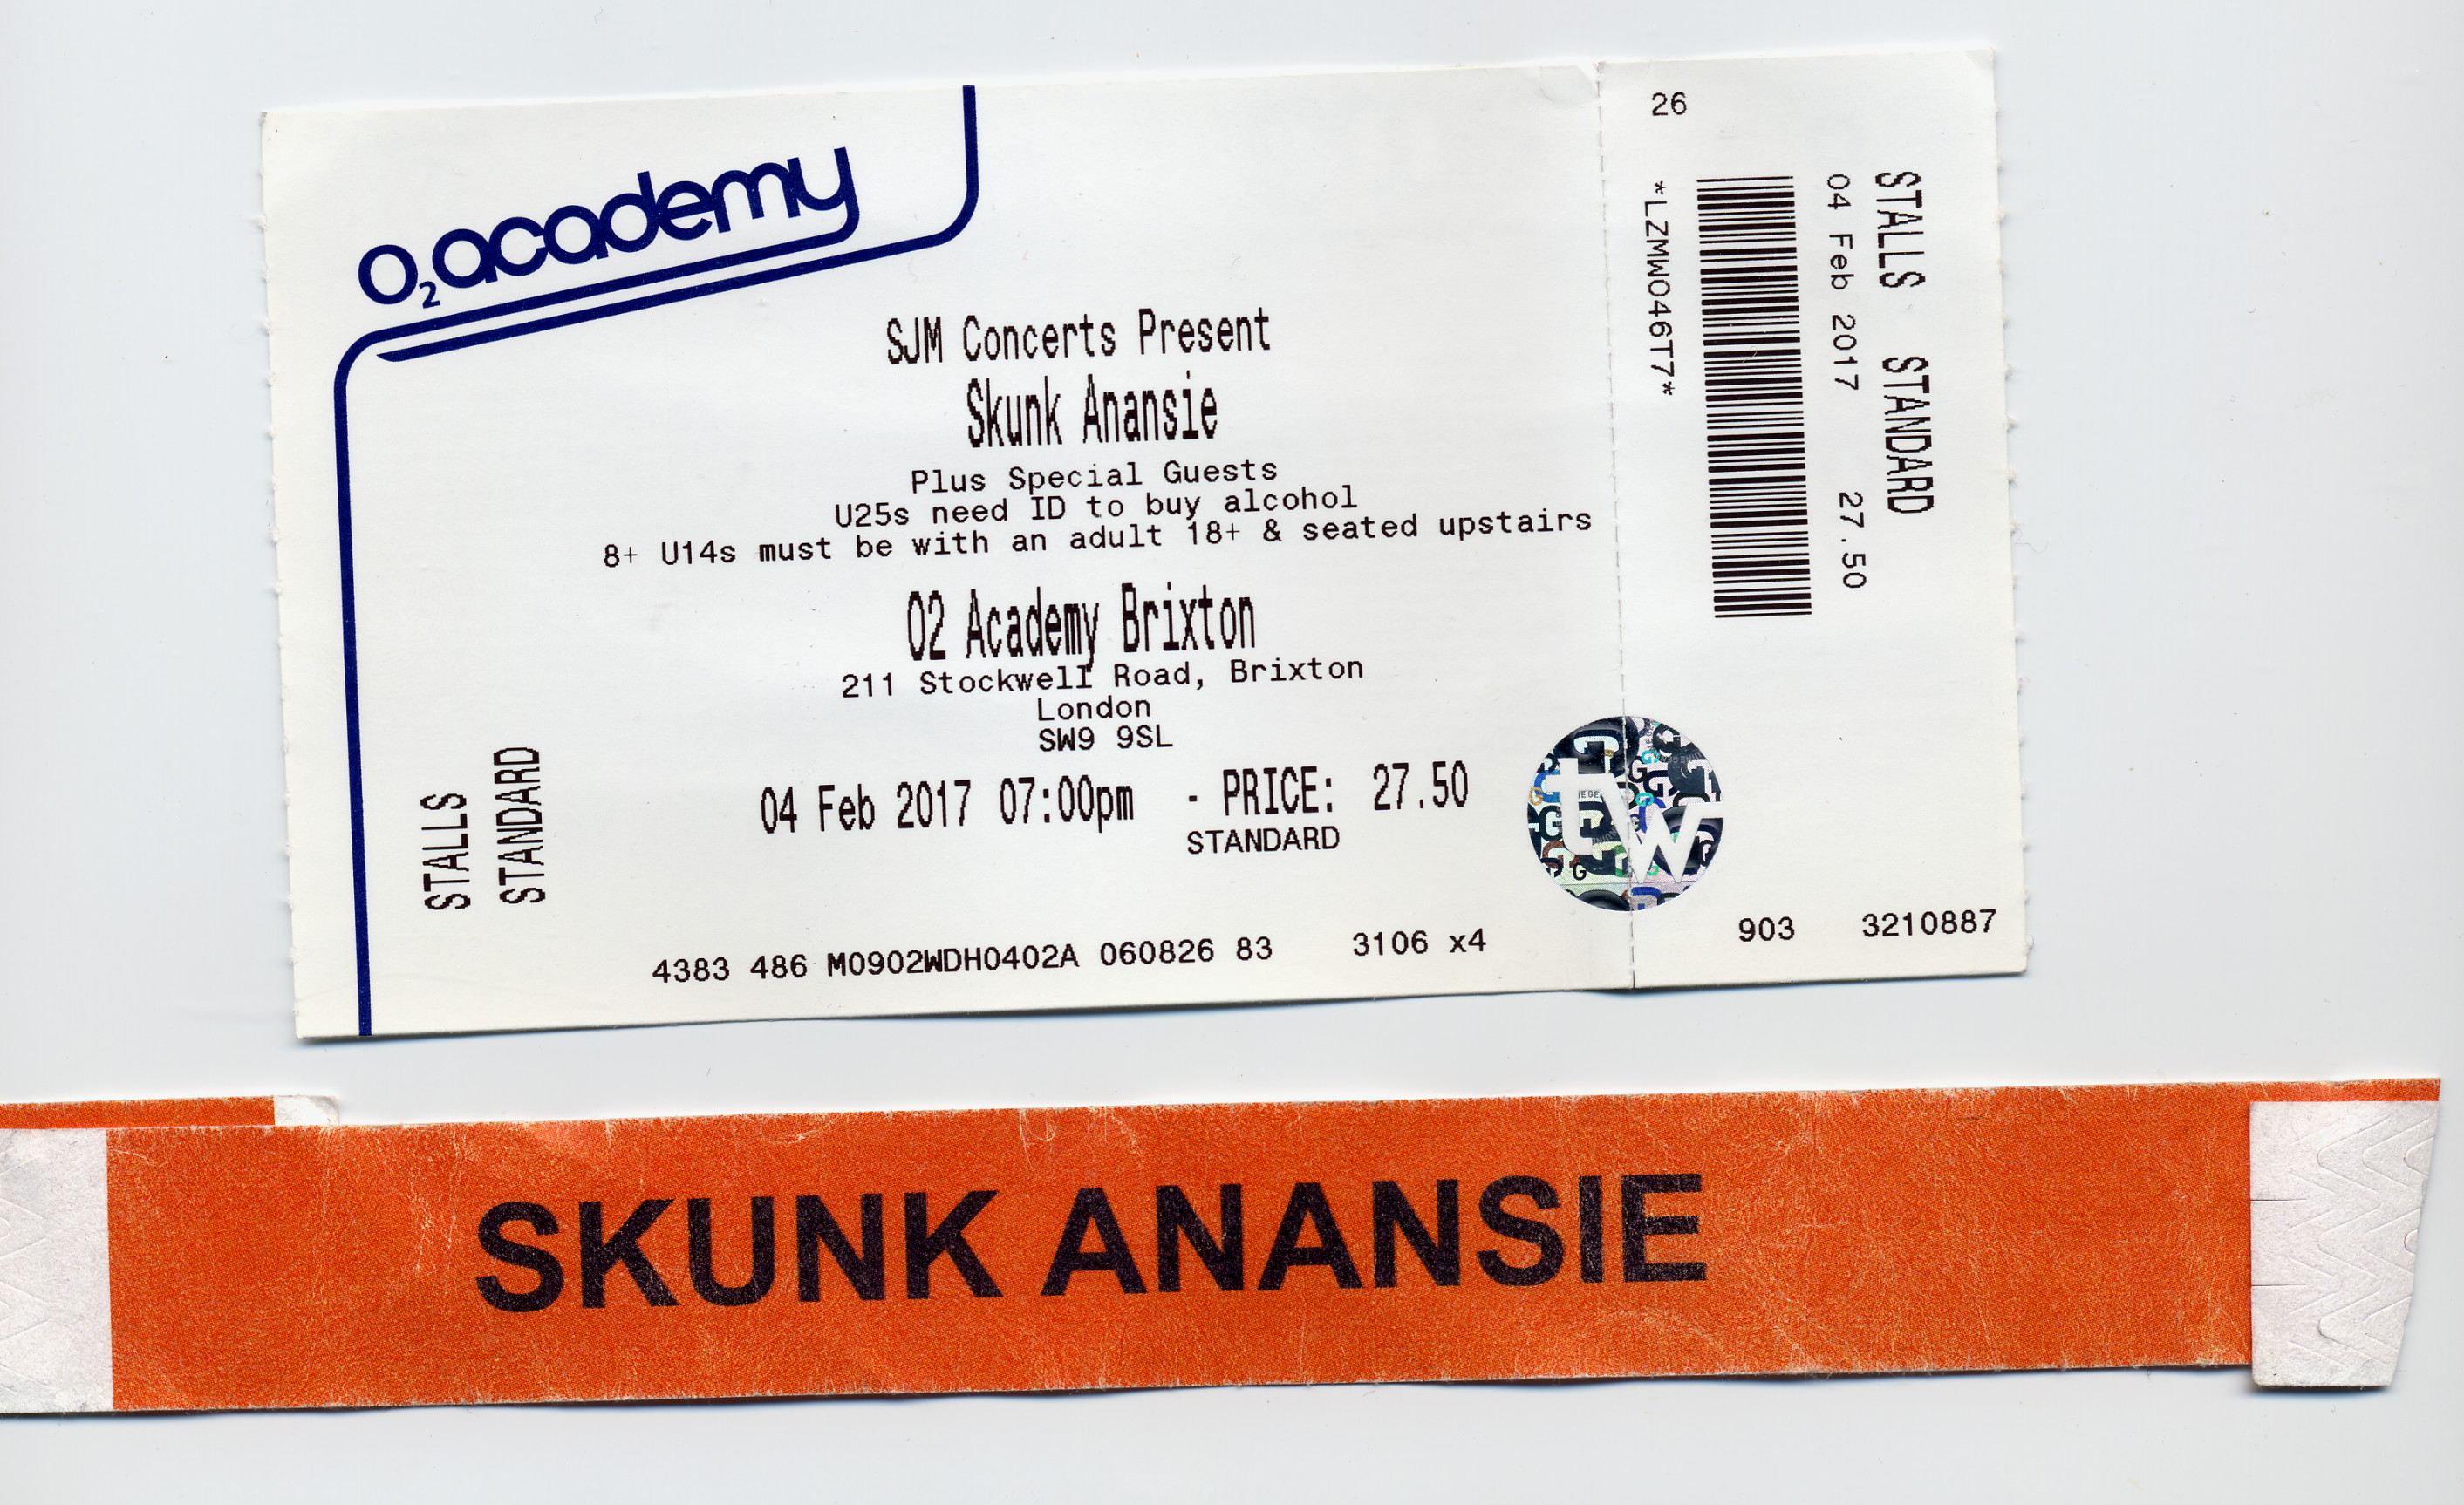 O2 academy
SJM Concerts Present
Skunk Anansie
Plus Special Guests
U25s need ID to buy alcohol
8+ U14s must be with an adult 18+ & seated upstairs
O2 Academy Brixton
211 Stockwell Road, Brixton
London
SW9 9SL
04 Feb 2017 07:00pm - PRICE: 27.50
STANDARD
STALLS
STANDARD
4383 486 M0902WDH0402A 060826 83 3106 x4
tw
26
*LZMW046T7*
04 Feb 2017 27.50
STALLS STANDARD
903 3210887
SKUNK ANANSIE